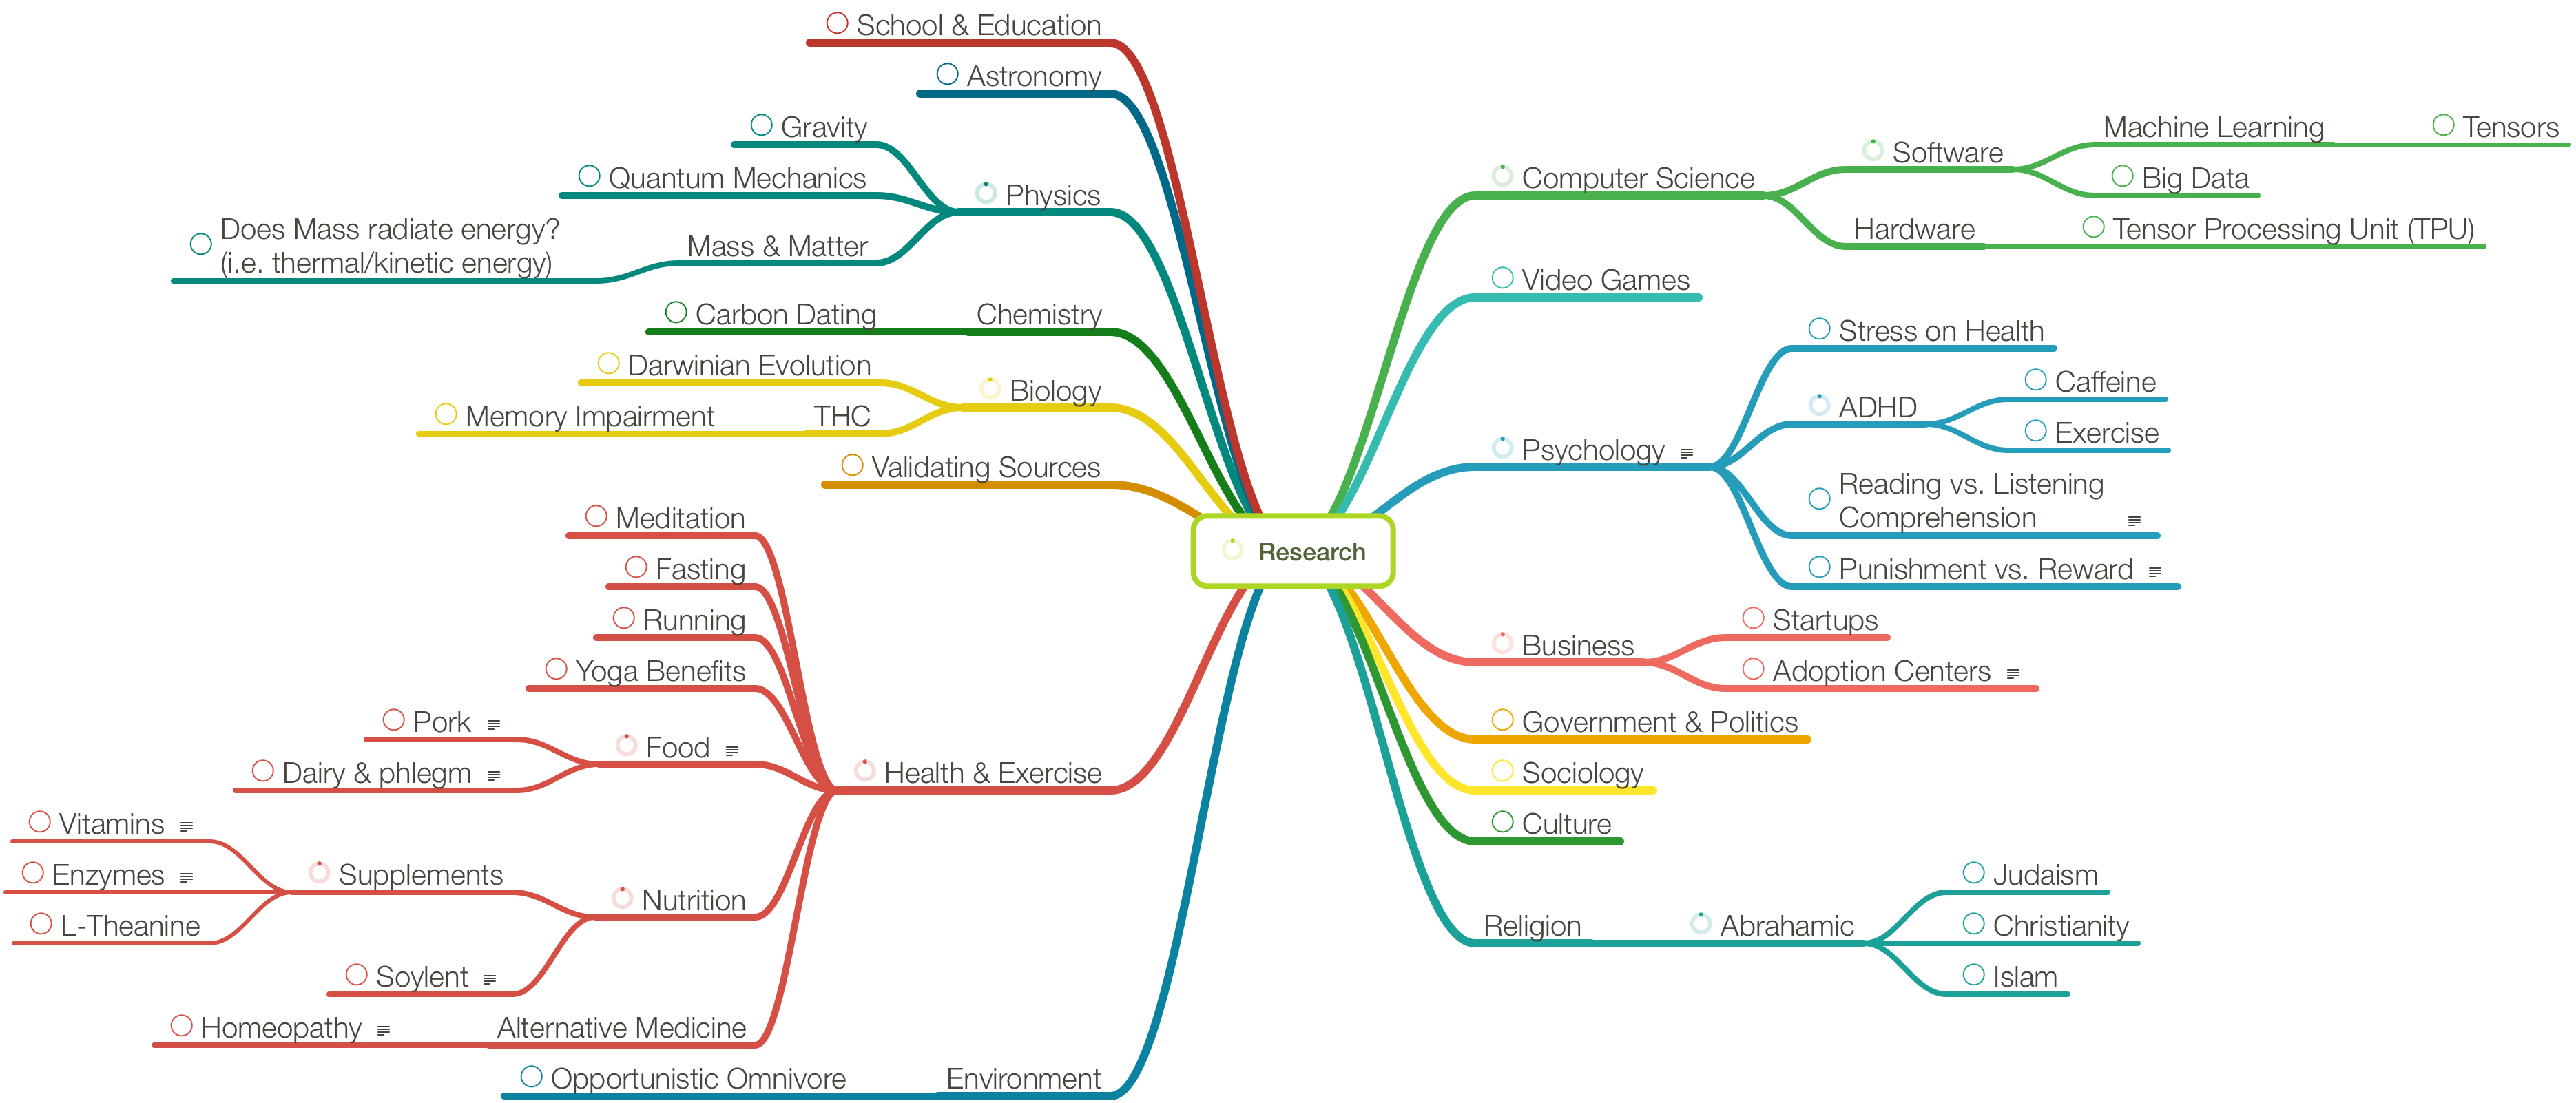 School & Education
Astronomy
Gravity
Quantum Mechanics
Physics
Does Mass radiate energy?
(i.e. thermal/kinetic energy)
Mass & Matter
Carbon Dating
Chemistry
Darwinian Evolution
Biology
Memory Impairment
THC
Validating Sources
Meditation
Fasting
Running
Yoga Benefits
Pork
Food
Dairy & phlegm
Health & Exercise
Vitamins
Enzymes
Supplements
L-Theanine
Nutrition
Soylent
Homeopathy
Alternative Medicine
Opportunistic Omnivore
Environment
Research
Computer Science
Software
Machine Learning
Tensors
Big Data
Hardware
Tensor Processing Unit (TPU)
Video Games
Psychology
Stress on Health
ADHD
Caffeine
Exercise
Reading vs. Listening
Comprehension
Punishment vs. Reward
Business
Startups
Adoption Centers
Government & Politics
Sociology
Culture
Religion
Abrahamic
Judaism
Christianity
Islam